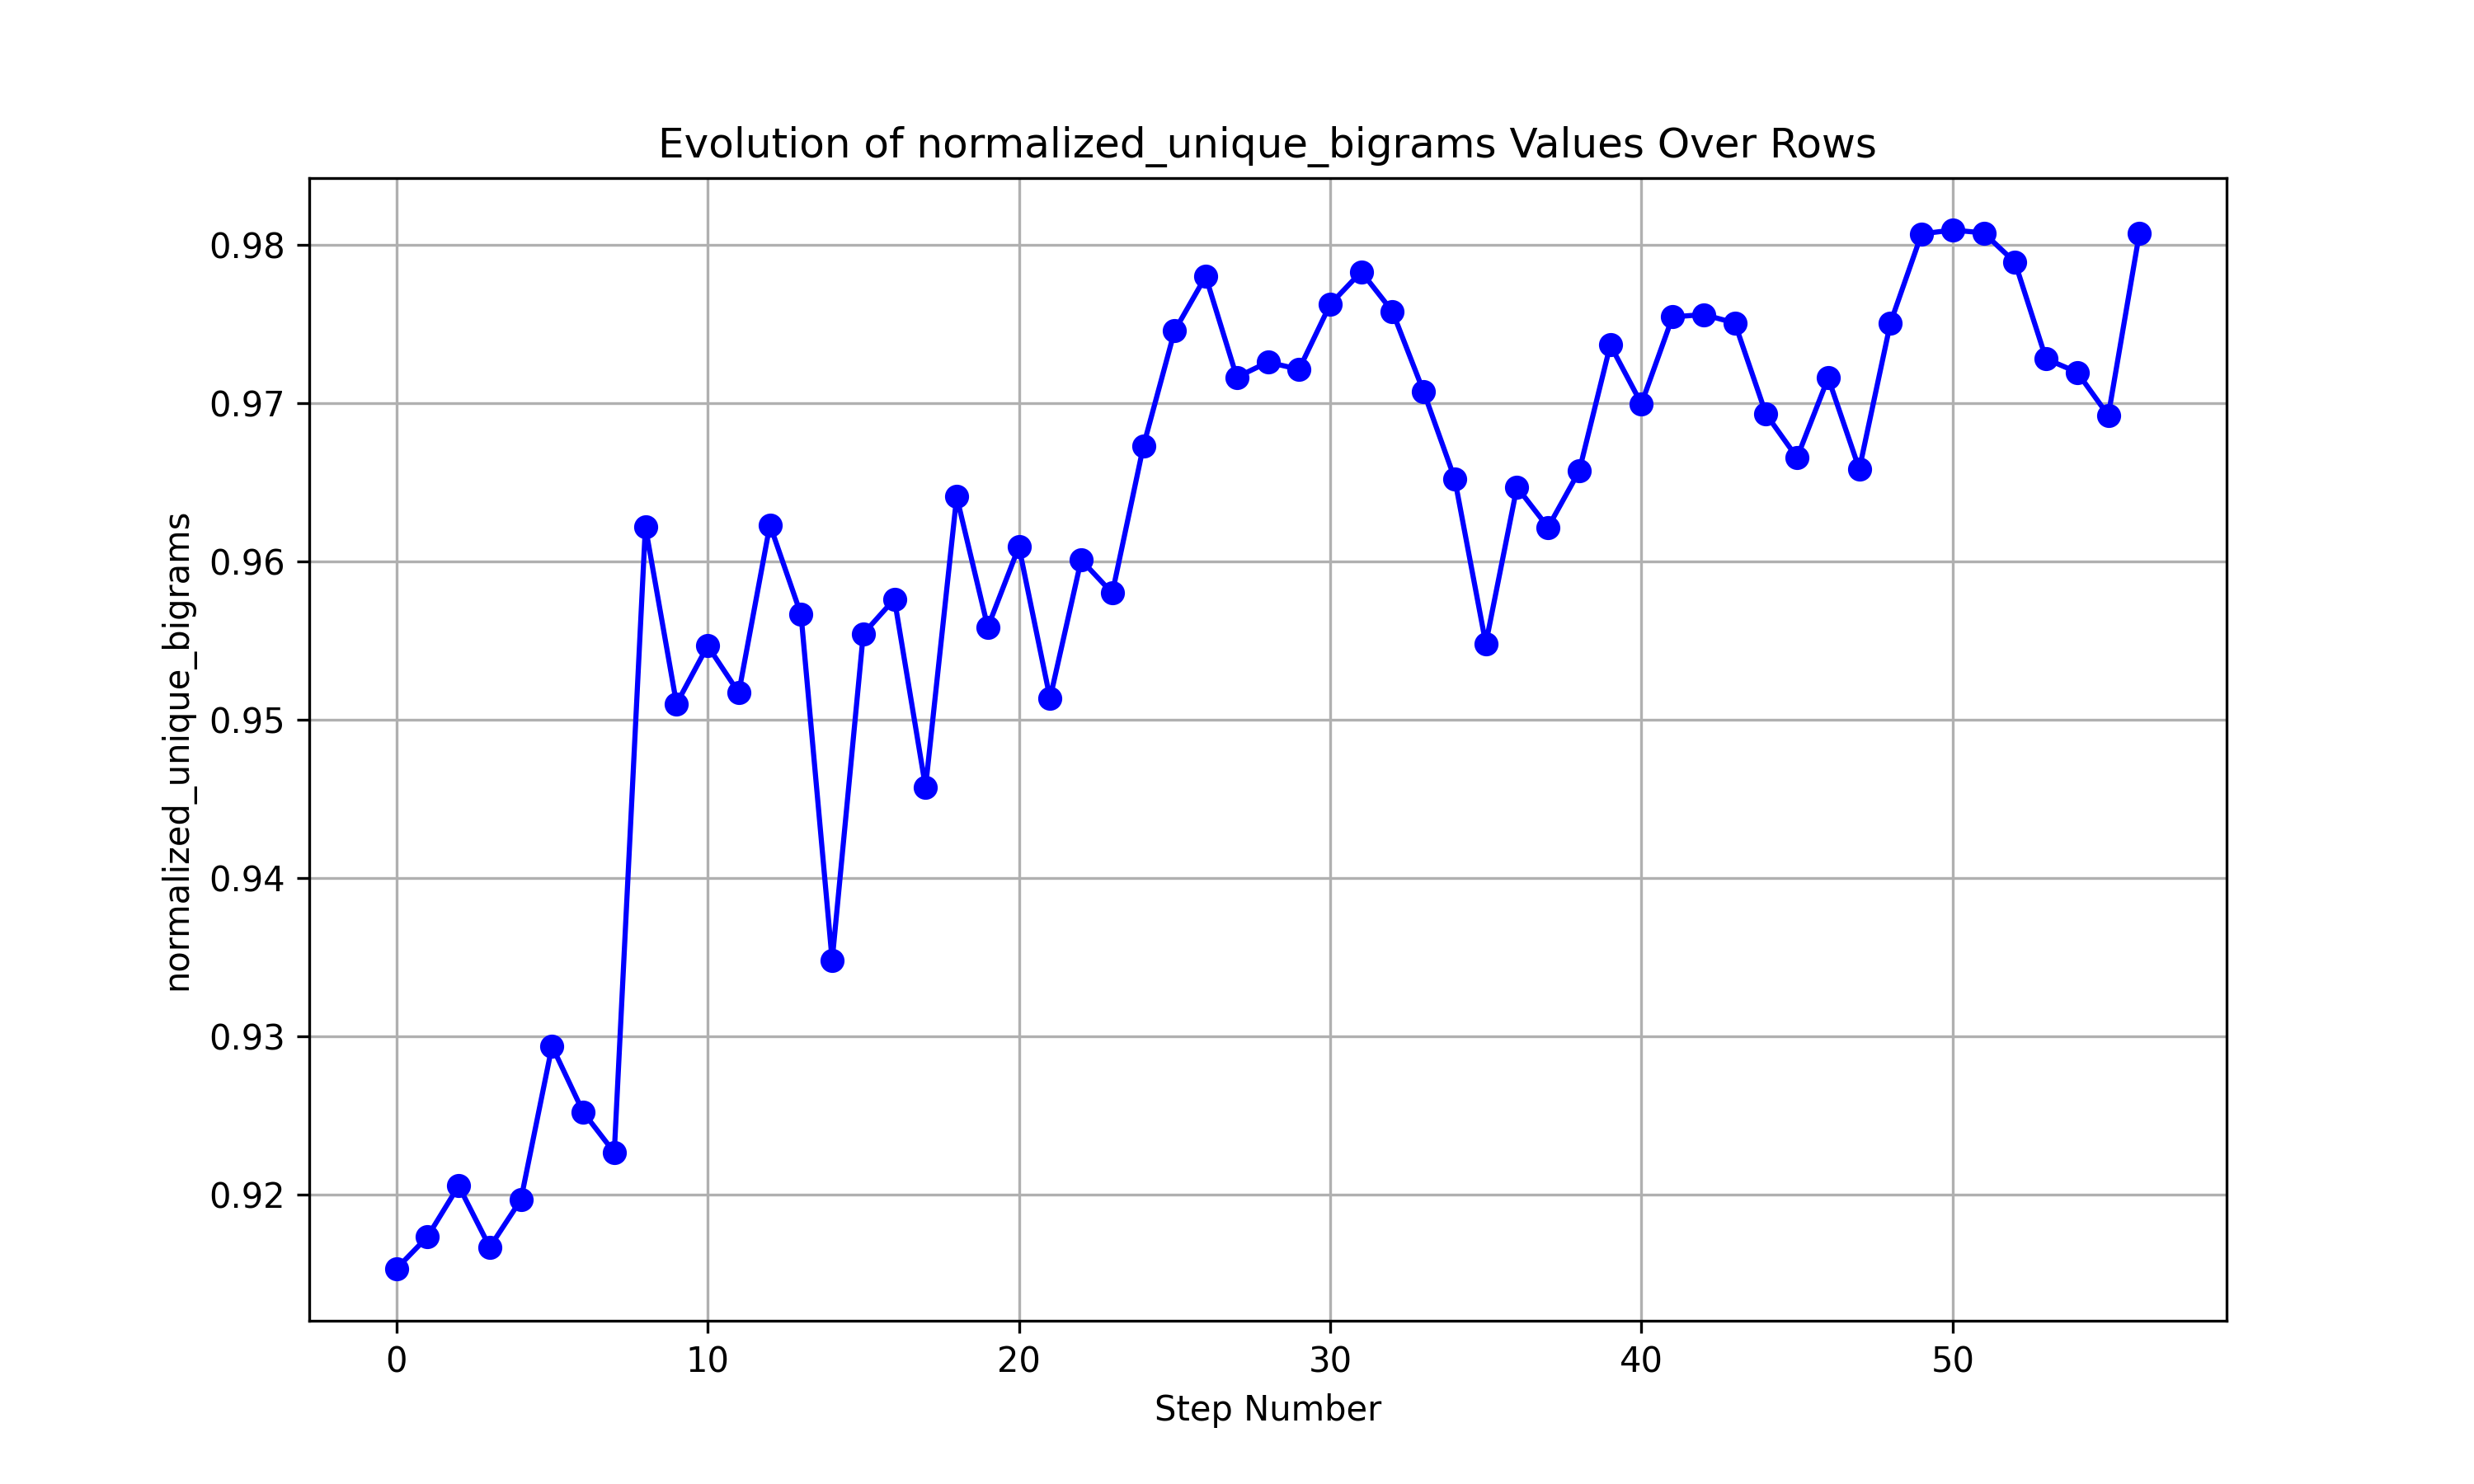 Evolution of normalized_unique_bigrams Values Over Rows
normalized_unique_bigrams
0.98
0.97
0.96
0.95
0.94
0.93
0.92
0 10 20 30 40 50
Step Number